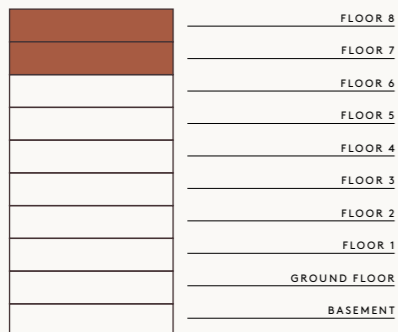 FLOOR 8
FLOOR 7
FLOOR 6
FLOOR 5
FLOOR 4
FLOOR 3
FLOOR 2
FLOOR 1
GROUND FLOOR
BASEMENT